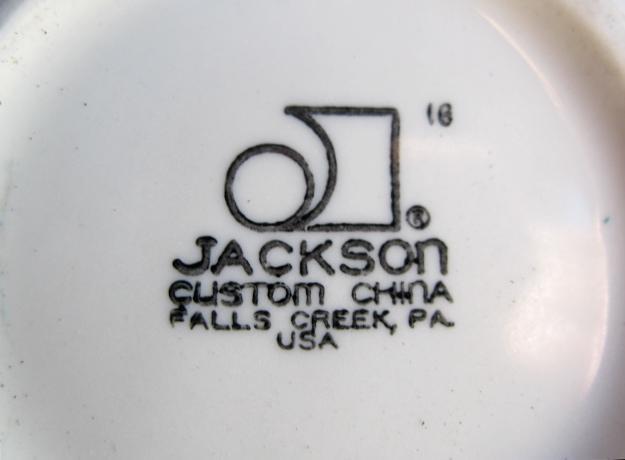 16
®
JACKSON
CUSTOM CHINA
FALLS CREEK, PA.
USA